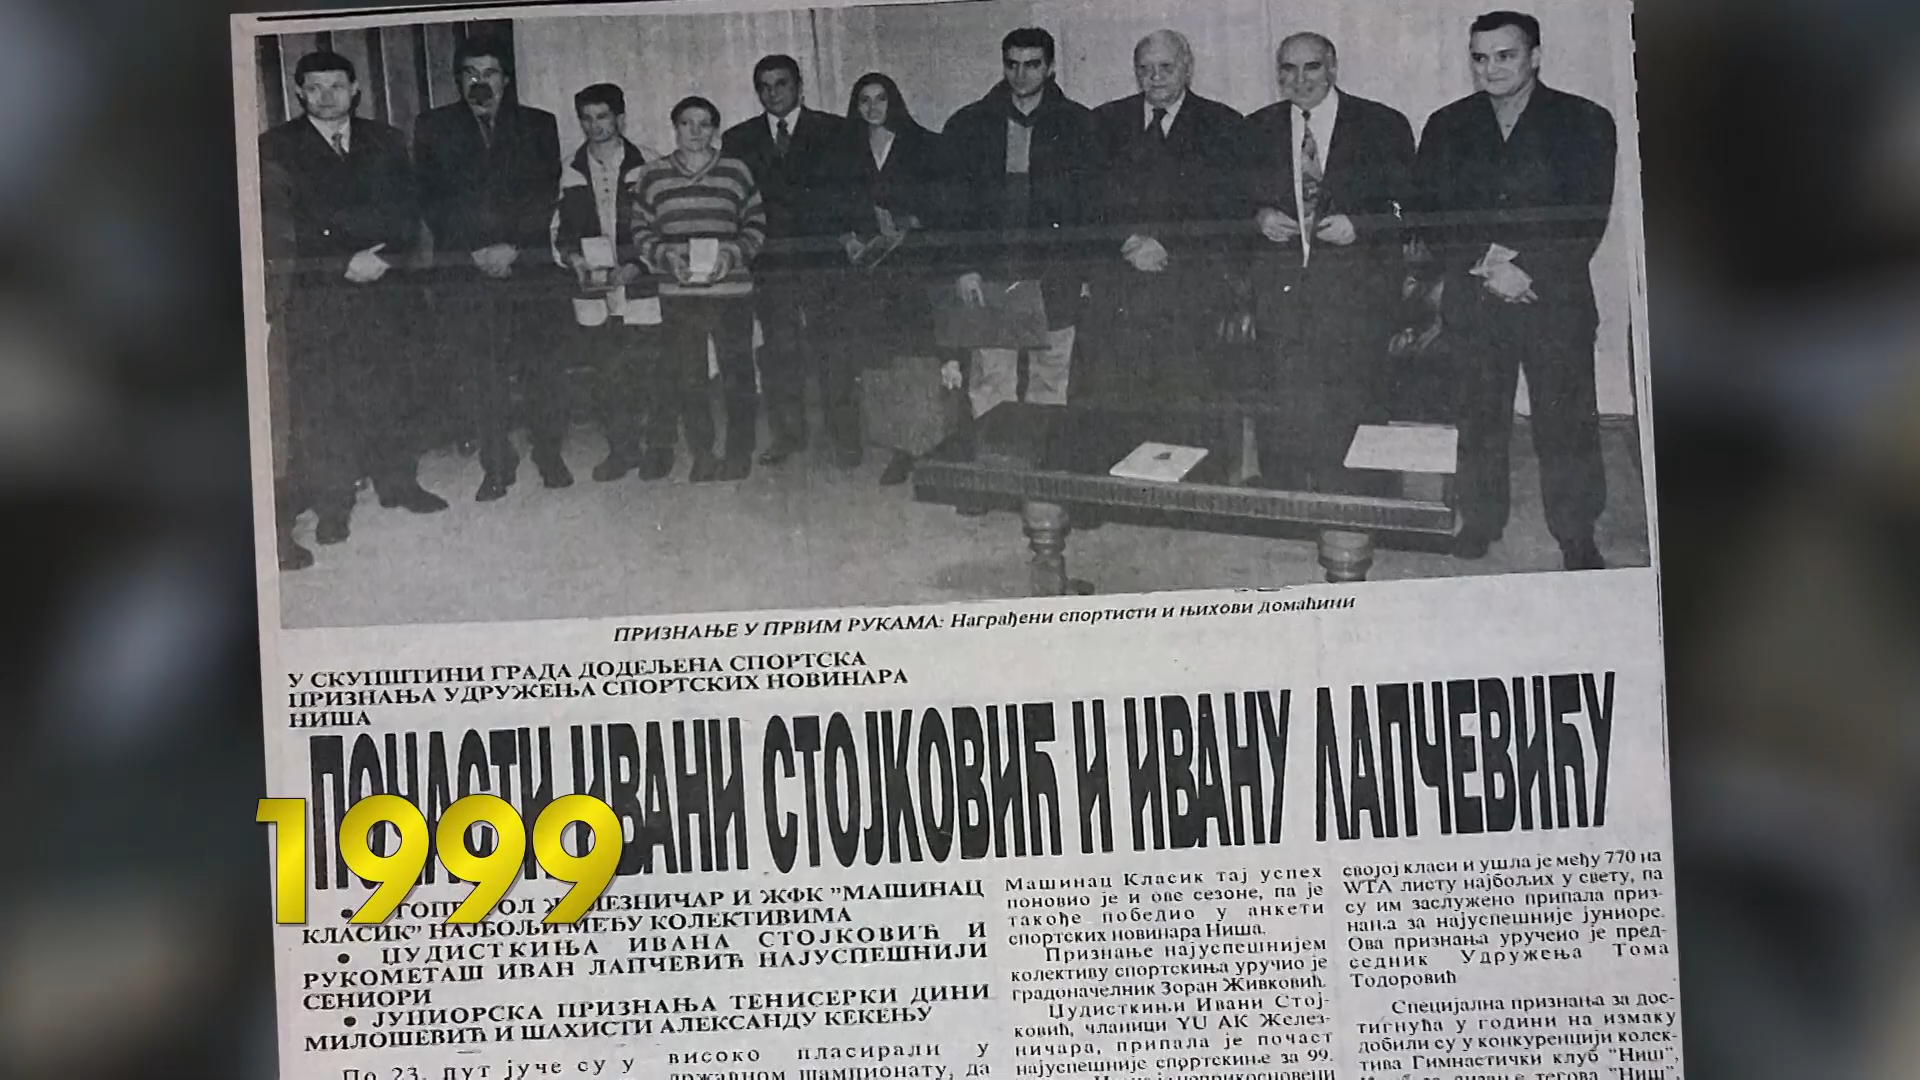 ПРИЗНАЊЕ У ПРВИМ РУКАМА: Награђени спортисти и њихови домаћини
У СКУПШТИНИ ГРАДА ДОДЕЉЕНА СПОРТСКА
ПРИЗНАЊА УДРУЖЕЊА СПОРТСКИХ НОВИНАРА
НИША
ПОЧАСТИ ИВАНИ СТОЈКОВИЋ И ИВАНУ ЛАПЧЕВИЋУ
1999
И ЖФК "МАШИНАЦ
КЛАСИК" НАЈБОЉИ МЕЂУ КОЛЕКТИВИМА
• ЏУДИСТКИЊА ИВАНА СТОЈКОВИЋ И
РУКОМЕТАШ ИВАН ЛАПЧЕВИЋ НАЈУСПЕШНИЈИ
СЕНИОРИ
• ЈУНИОРСКА ПРИЗНАЊА ТЕНИСЕРКИ ДИНИ
МИЛОШЕВИЋ И ШАХИСТИ АЛЕКСАНДУ КЕКЕЊУ
По 23. пут јуче су у
високо пласирали у
државном шампионату, да
Машинац Класик тај успех
поновио је и ове сезоне, па је
такође победио у анкети
спортских новинара Ниша.
Признање најуспешнијем
колективу спортскиња уручио је
градоначелник Зоран Живковић.
Џудисткињи Ивани Стој-
ковић, чланици YU АК Желез-
ничара, припала је почаст
најуспешније спортскиње за 99.
својој класи и ушла је међу 770 на
WTA листу најбољих у свету, па
су им заслужено припала приз-
нања за најуспешније јуниоре.
Ова признања уручено је пред-
седник Удружења Тома
Тодоровић
Специјална признања за дос-
тигнућа у години на измаку
добили су у конкуренцији колек-
тива Гимнастички клуб "Ниш",
за дизање тегова "Ниш",